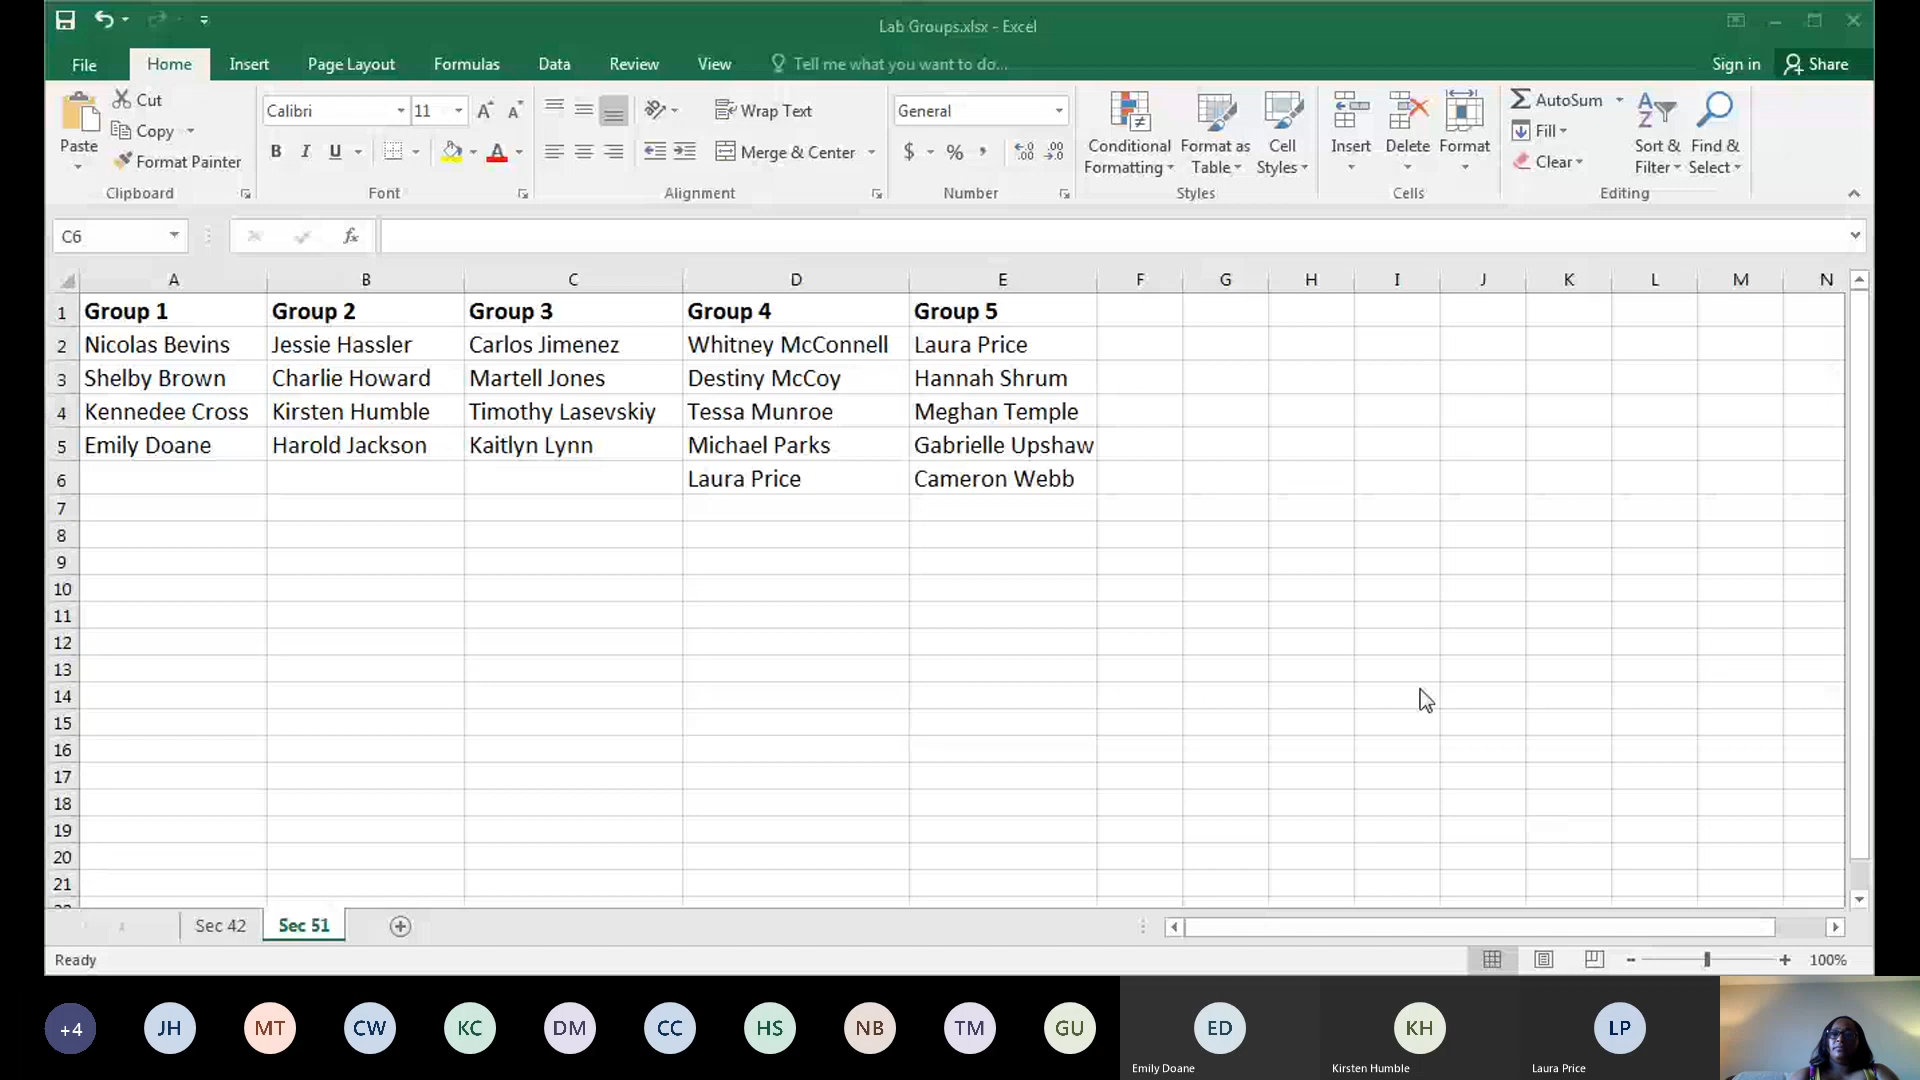 Lab Groups.xlsx - Excel
File Home Insert Page Layout Formulas Data Review View Tell me what you want to do... Sign in Share
Paste Cut Copy Format Painter
Clipboard
Calibri 11
B I U A
Font
Wrap Text
Merge & Center
Alignment
General
$ % ,
Number
Conditional Formatting Format as Table Cell Styles
Styles
Insert Delete Format
Cells
AutoSum Fill Clear Sort & Filter Find & Select
Editing
C6 fx
A B C D E F G H I J K L M N
1 Group 1 Group 2 Group 3 Group 4 Group 5
2 Nicolas Bevins Jessie Hassler Carlos Jimenez Whitney McConnell Laura Price
3 Shelby Brown Charlie Howard Martell Jones Destiny McCoy Hannah Shrum
4 Kennedee Cross Kirsten Humble Timothy Lasevskiy Tessa Munroe Meghan Temple
5 Emily Doane Harold Jackson Kaitlyn Lynn Michael Parks Gabrielle Upshaw
6 Laura Price Cameron Webb
7
8
9
10
11
12
13
14
15
16
17
18
19
20
21
Sec 42 Sec 51
Ready 100%
+4 JH MT CW KC DM CC HS NB TM GU ED KH LP
Emily Doane Kirsten Humble Laura Price